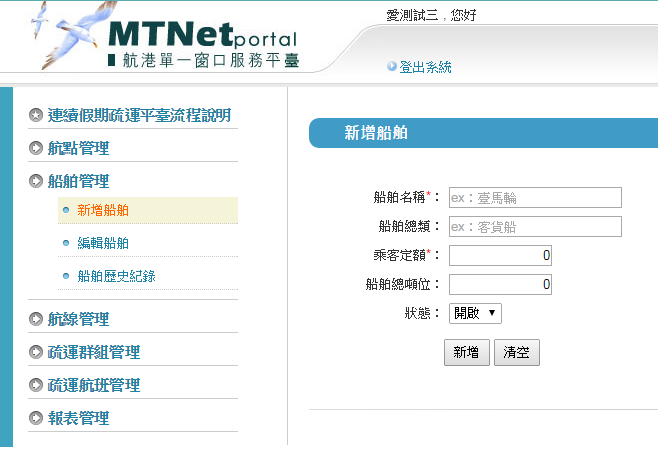 愛測試三，您好
MTNetportal
航港單一窗口服務平臺
登出系統
連續假期疏運平臺流程說明
航點管理
船舶管理
新增船舶
編輯船舶
船舶歷史紀錄
航線管理
疏運群組管理
疏運航班管理
報表管理
新增船舶
船舶名稱*： ex：臺馬輪
船舶總類： ex：客貨船
乘客定額*： 0
船舶總噸位： 0
狀態： 開啟 ▼
新增 清空